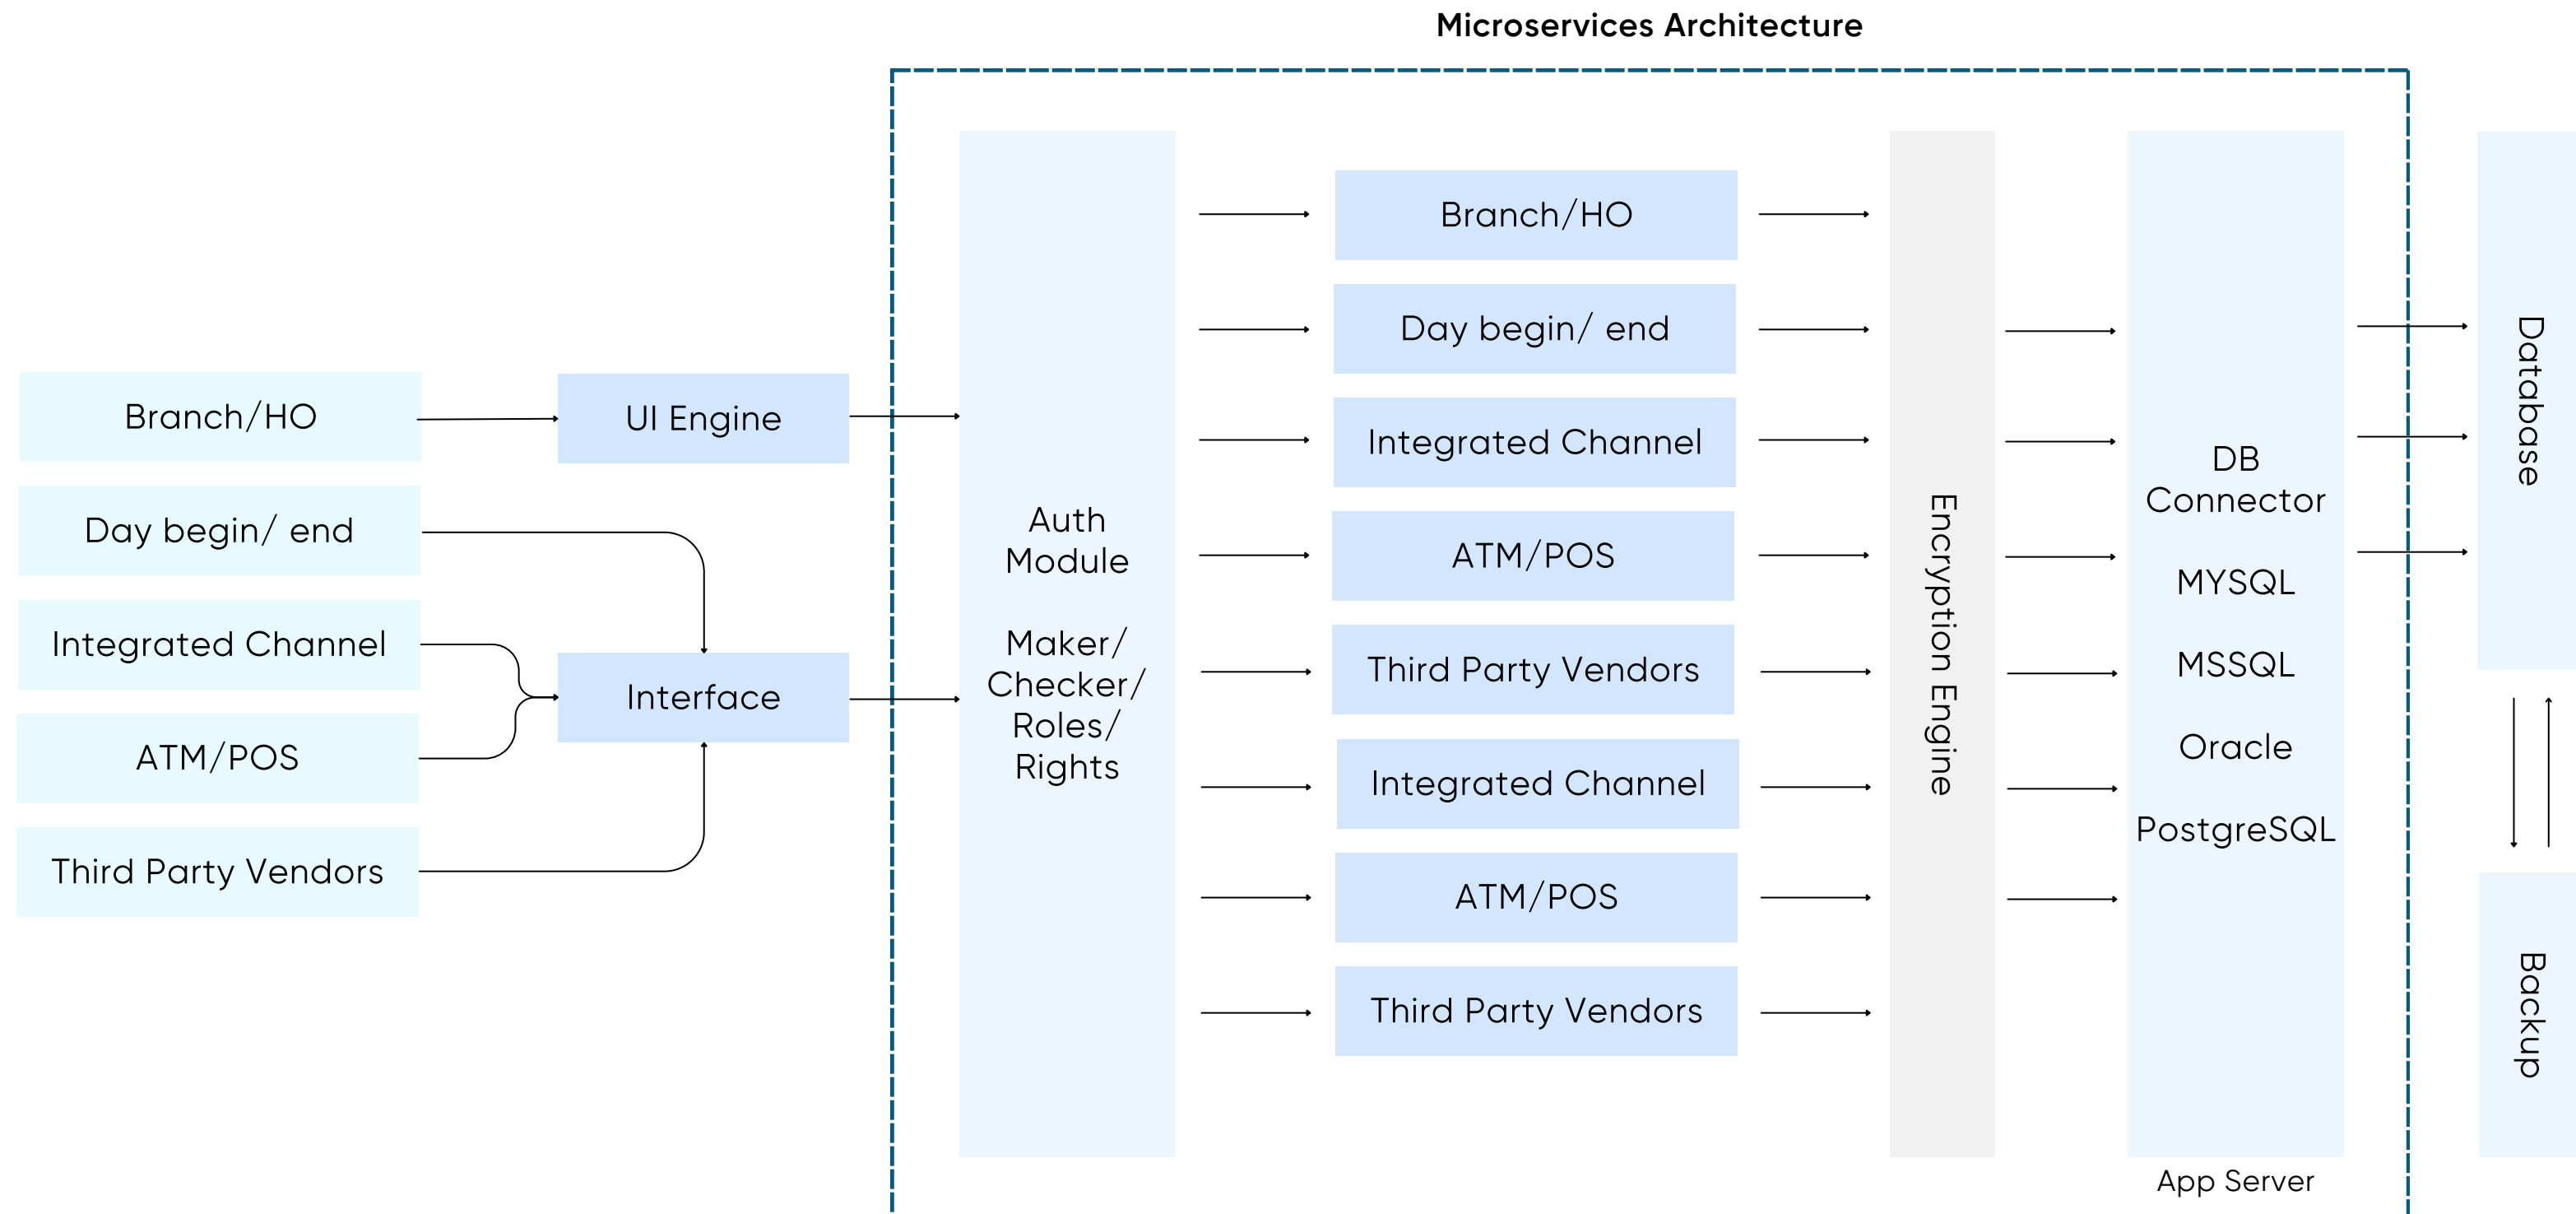 Microservices Architecture
Branch/HO
Day begin/ end
Integrated Channel
ATM/POS
Third Party Vendors
UI Engine
Interface
Auth
Module
Maker/
Checker/
Roles/
Rights
Branch/HO
Day begin/ end
Integrated Channel
ATM/POS
Third Party Vendors
Integrated Channel
ATM/POS
Third Party Vendors
Encryption Engine
DB
Connector
MYSQL
MSSQL
Oracle
PostgreSQL
App Server
Database
Backup